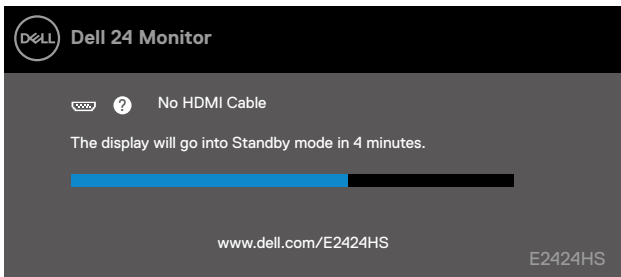 DELL Dell 24 Monitor
? No HDMI Cable
The display will go into Standby mode in 4 minutes.
www.dell.com/E2424HS
E2424HS